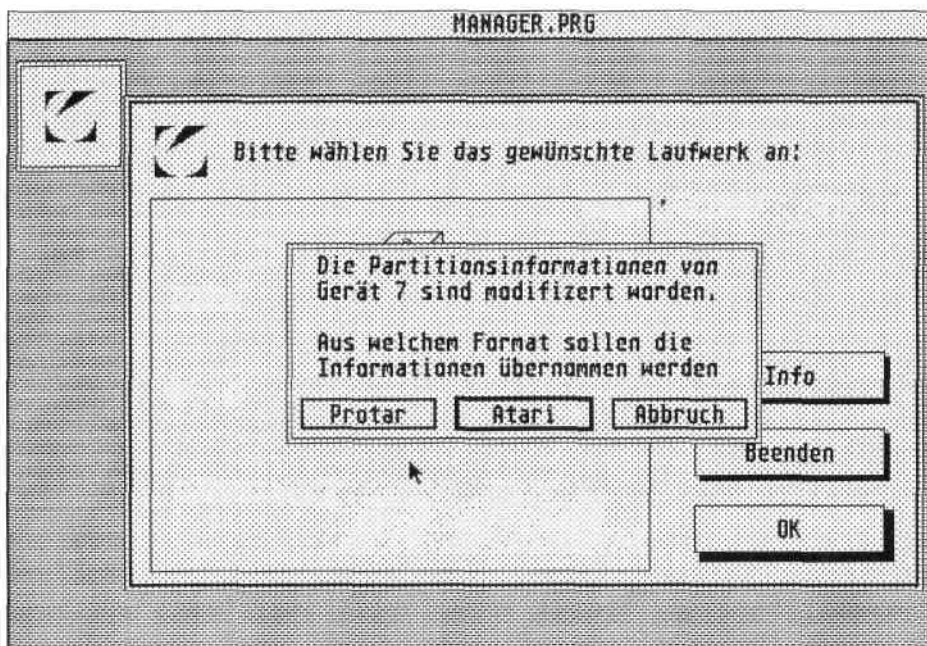 MANAGER.PRG
Bitte wählen Sie das gewünschte Laufwerk an!
Die Partitionsinformationen von
Gerät 7 sind modifizert worden.
Aus welchem Format sollen die
Informationen übernommen werden
Protar
Atari
Abbruch
Info
Beenden
OK